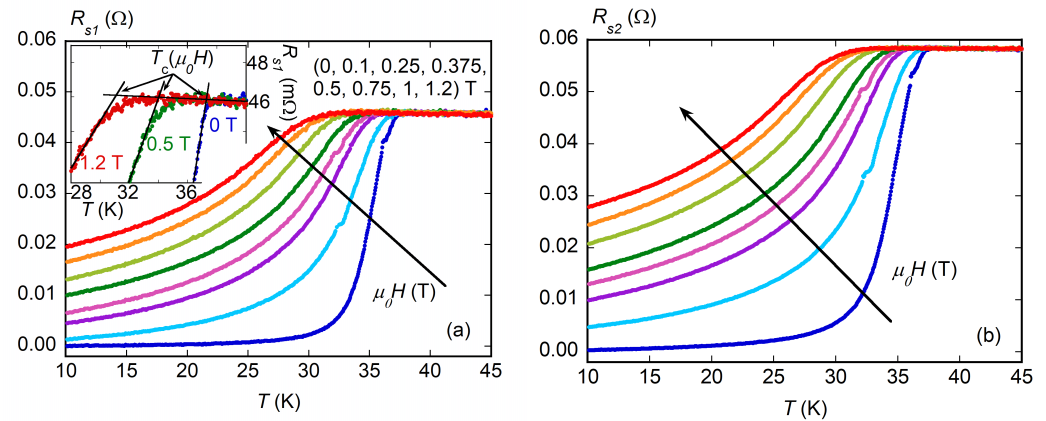 R_s1 (Ω)
0.06
0.05
0.04
0.03
0.02
0.01
0.00
10 15 20 25 30 35 40 45
T (K)
T_c(μ_0H)
R_s1 (mΩ)
48
46
1.2 T
0.5 T
0 T
28 32 36
T (K)
(0, 0.1, 0.25, 0.375,
0.5, 0.75, 1, 1.2) T
μ_0H (T)
(a)
R_s2 (Ω)
0.06
0.05
0.04
0.03
0.02
0.01
0.00
10 15 20 25 30 35 40 45
T (K)
μ_0H (T)
(b)